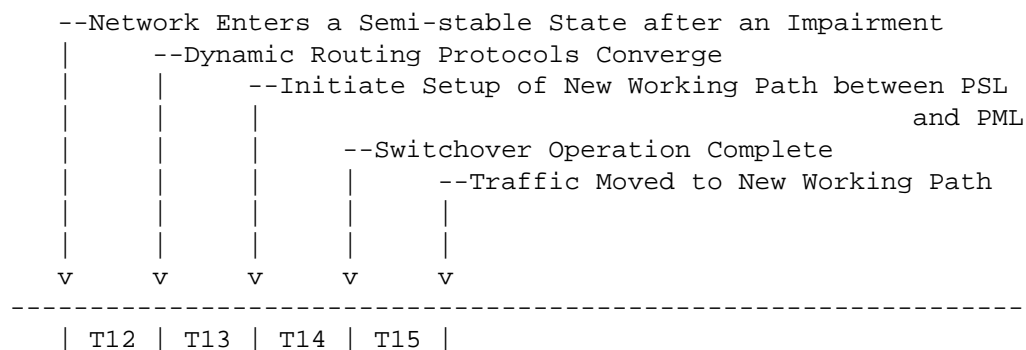 --Network Enters a Semi-stable State after an Impairment
| --Dynamic Routing Protocols Converge
| | --Initiate Setup of New Working Path between PSL
| | | and PML
| | | --Switchover Operation Complete
| | | | --Traffic Moved to New Working Path
| | | | |
| | | | |
v v v v v
-----------------------------------------------------------------
| T12 | T13 | T14 | T15 |